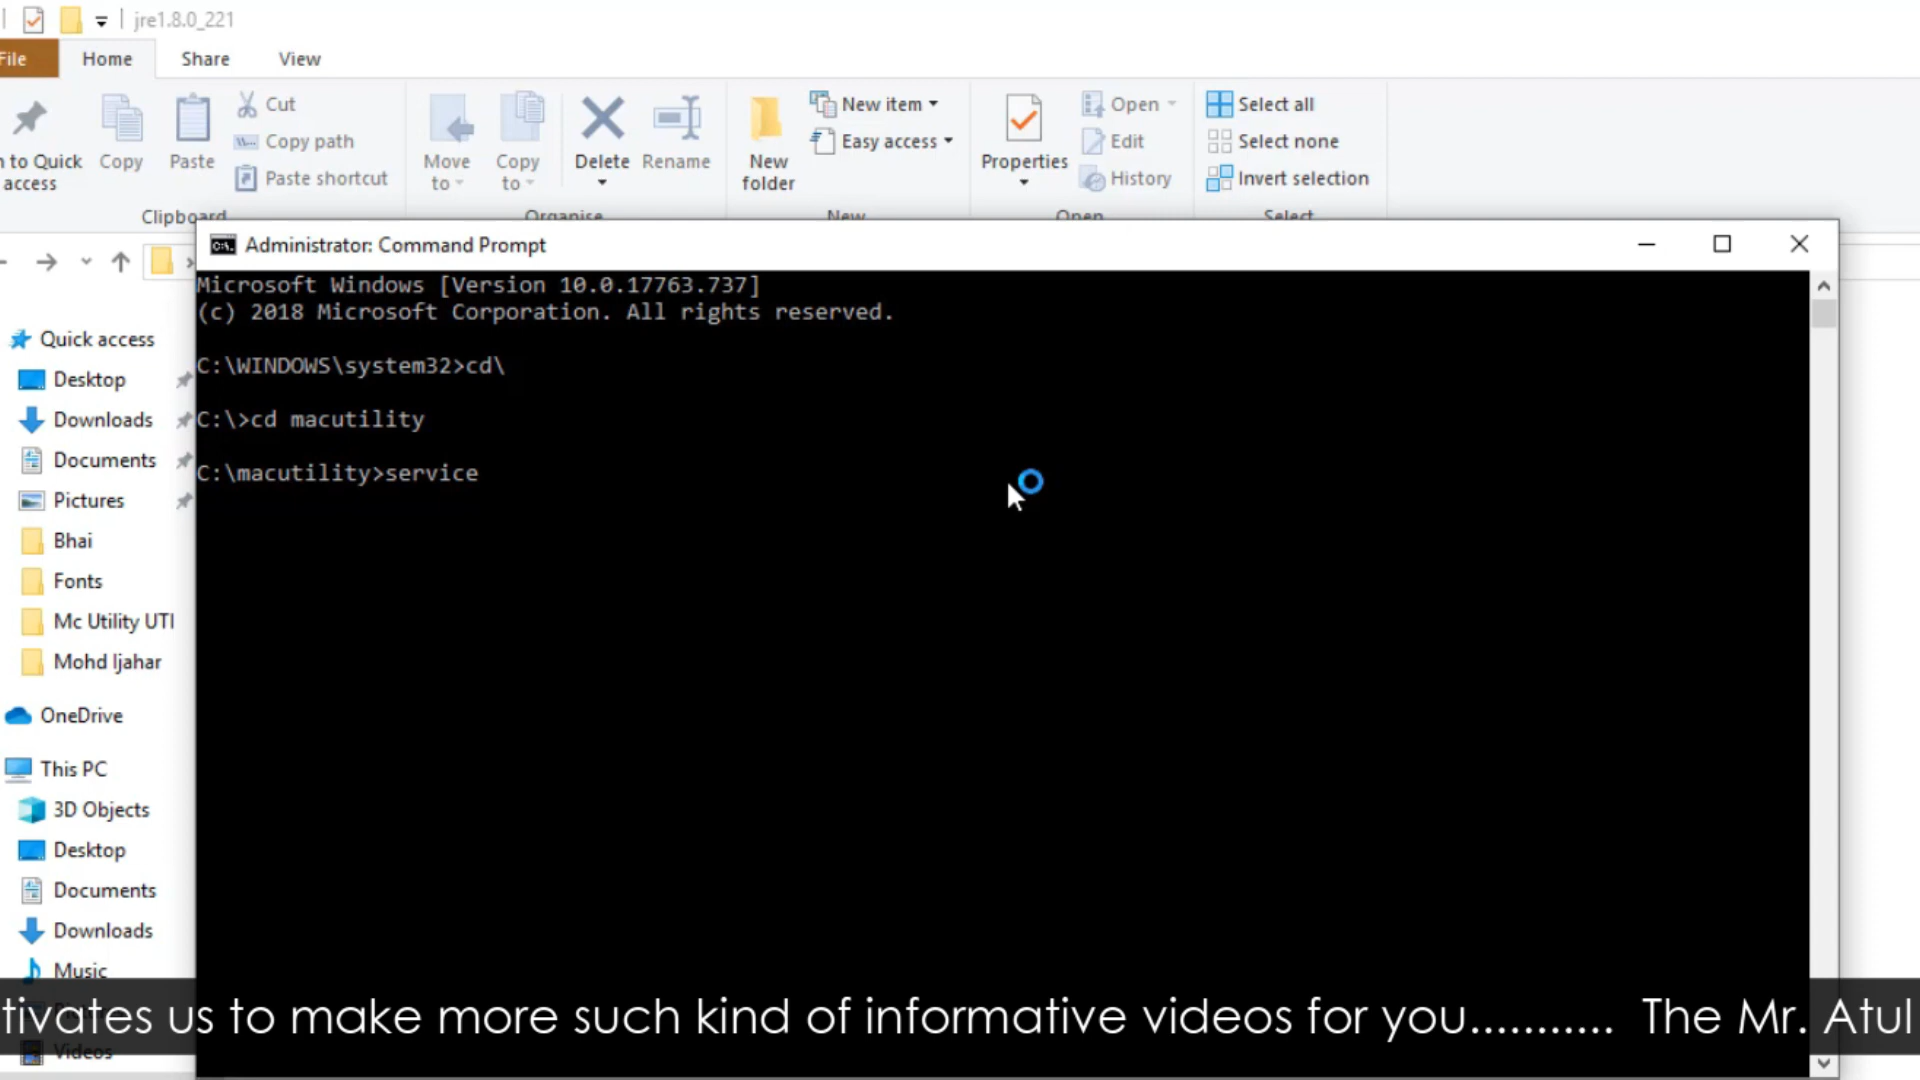 jre1.8.0_221
File
Home
Share
View
n to Quick
access
Copy
Paste
Cut
Copy path
Paste shortcut
Move
to
Copy
to
Delete
Rename
New
folder
New item
Easy access
Properties
Open
Edit
History
Select all
Select none
Invert selection
Clipboard
Organise
New
Open
Select
Administrator: Command Prompt
Microsoft Windows [Version 10.0.17763.737]
(c) 2018 Microsoft Corporation. All rights reserved.
C:\WINDOWS\system32>cd\
C:\>cd macutility
C:\macutility>service
Quick access
Desktop
Downloads
Documents
Pictures
Bhai
Fonts
Mc Utility UTI
Mohd Ijahar
OneDrive
This PC
3D Objects
Desktop
Documents
Downloads
Music
tivates us to make more such kind of informative videos for you........... The Mr. Atul
Videos